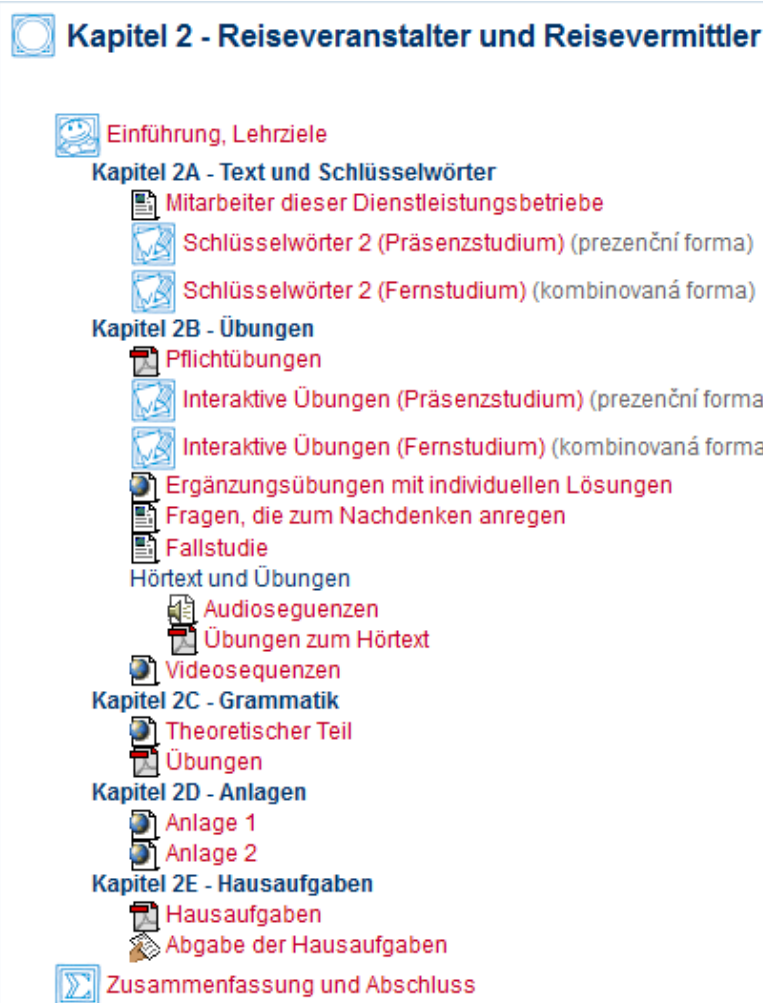 Kapitel 2 - Reiseveranstalter und Reisevermittler
Einführung, Lehrziele
Kapitel 2A - Text und Schlüsselwörter
Mitarbeiter dieser Dienstleistungsbetriebe
Schlüsselwörter 2 (Präsenzstudium) (prezenční forma)
Schlüsselwörter 2 (Fernstudium) (kombinovaná forma)
Kapitel 2B - Übungen
Pflichtübungen
Interaktive Übungen (Präsenzstudium) (prezenční forma
Interaktive Übungen (Fernstudium) (kombinovaná forma
Ergänzungsübungen mit individuellen Lösungen
Fragen, die zum Nachdenken anregen
Fallstudie
Hörtext und Übungen
Audioseguenzen
Übungen zum Hörtext
Videosequenzen
Kapitel 2C - Grammatik
Theoretischer Teil
Übungen
Kapitel 2D - Anlagen
Anlage 1
Anlage 2
Kapitel 2E - Hausaufgaben
Hausaufgaben
Abgabe der Hausaufgaben
Zusammenfassung und Abschluss